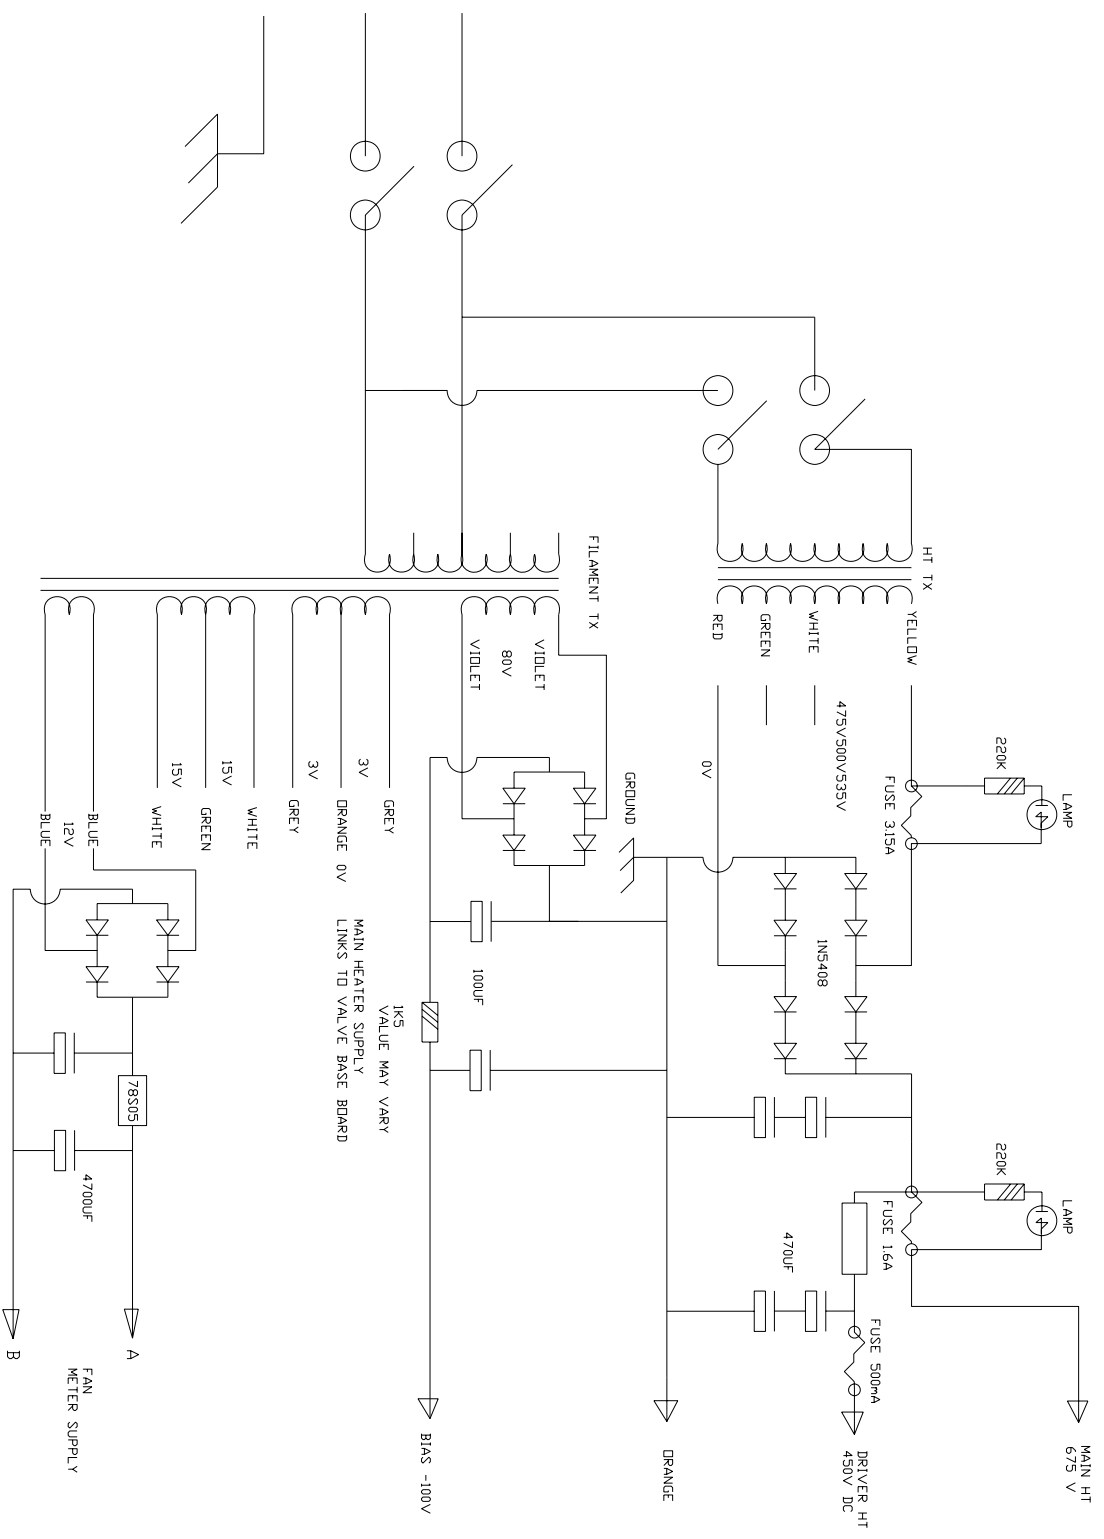 LAMP
220K
LAMP
220K
MAIN HT
675 V
HT TX
YELLOW
WHITE
GREEN
RED
475V500V535V
0V
FUSE 3.15A
1N5408
FUSE 1.6A
470UF
FUSE 500mA
DRIVER HT
450V DC
GROUND
ORANGE
FILAMENT TX
VIOLET
80V
VIOLET
100UF
1K5
VALUE MAY VARY
BIAS -100V
GREY
3V
ORANGE 0V
3V
GREY
MAIN HEATER SUPPLY
LINKS TO VALVE BASE BOARD
WHITE
15V
GREEN
15V
WHITE
BLUE
12V
BLUE
78S05
4700UF
A
B
FAN
METER SUPPLY